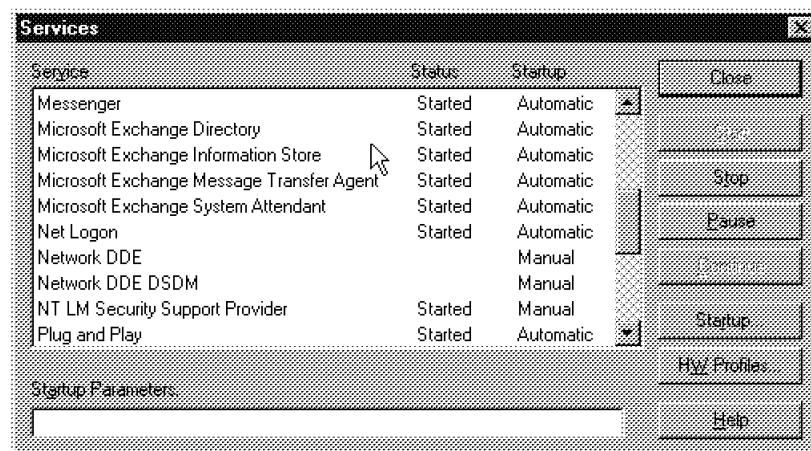 Services
Service Status Startup
Close
Messenger Started Automatic
Microsoft Exchange Directory Started Automatic
Start
Microsoft Exchange Information Store Started Automatic
Microsoft Exchange Message Transfer Agent Started Automatic
Stop
Microsoft Exchange System Attendant Started Automatic
Pause
Net Logon Started Automatic
Network DDE Manual
Continue
Network DDE DSDM Manual
NT LM Security Support Provider Started Manual
Startup...
Plug and Play Started Automatic
HW Profiles...
Startup Parameters:
Help